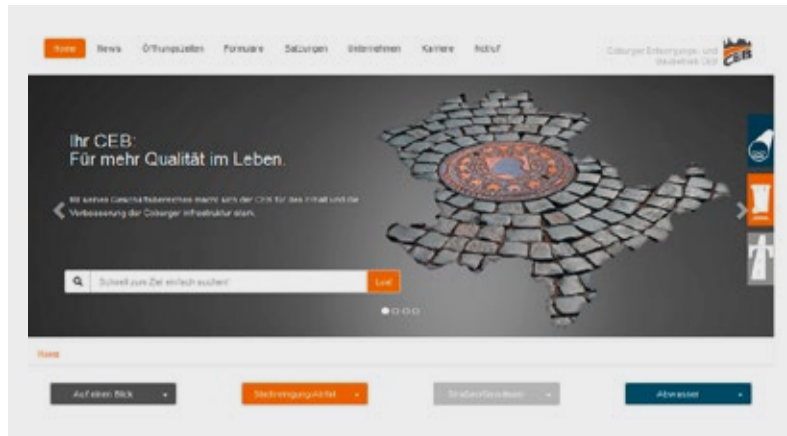 Home News Öffnungszeiten Formulare Satzungen Unternehmen Karriere Notruf
Coburger Entsorgungs- und
Baubetrieb CEB
CEB
Ihr CEB:
Für mehr Qualität im Leben.
Mit seinen Geschäftsbereichen macht sich der CEB für den Erhalt und die
Verbesserung der Coburger Infrastruktur stark.
Schnell zum Ziel einfach suchen!
Los!
Home
Auf einen Blick
Stadtreinigung/Abfall
Abwasser